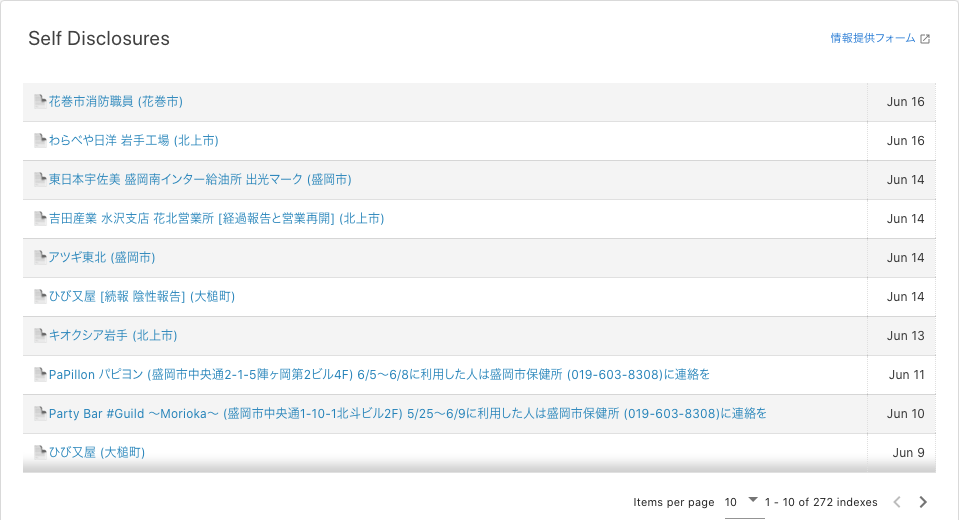 Self Disclosures
情報提供フォーム
花巻市消防職員 (花巻市) Jun 16
わらべや日洋 岩手工場 (北上市) Jun 16
東日本宇佐美 盛岡南インター給油所 出光マーク (盛岡市) Jun 14
吉田産業 水沢支店 花北営業所 [経過報告と営業再開] (北上市) Jun 14
アツギ東北 (盛岡市) Jun 14
ひび又屋 [続報 陰性報告] (大槌町) Jun 14
キオクシア岩手 (北上市) Jun 13
PaPillon パピヨン (盛岡市中央通2-1-5陣ヶ岡第2ビル4F) 6/5〜6/8に利用した人は盛岡市保健所 (019-603-8308)に連絡を Jun 11
Party Bar #Guild 〜Morioka〜 (盛岡市中央通1-10-1北斗ビル2F) 5/25〜6/9に利用した人は盛岡市保健所 (019-603-8308)に連絡を Jun 10
ひび又屋 (大槌町) Jun 9
Items per page 10 1 - 10 of 272 indexes